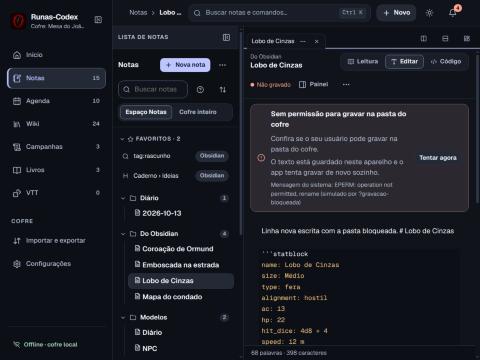 Runas-Codex
Cofre: Mesa do Joã...
Início
Notas 15
Agenda 10
Wiki 24
Campanhas 3
Livros 3
VTT 0
COFRE
Importar e exportar
Configurações
Offline · cofre local
Notas › Lobo ...
Buscar notas e comandos... Ctrl K
+ Novo
4
LISTA DE NOTAS
Notas
+ Nova nota
Buscar notas
Espaço Notas
Cofre inteiro
FAVORITOS · 2
tag:rascunho Obsidian
Caderno › Ideias Obsidian
Diário 1
2026-10-13
Do Obsidian 4
Coroação de Ormund
Emboscada na estrada
Lobo de Cinzas
Mapa do condado
Modelos 2
Diário
NPC
Lobo de Cinzas
Do Obsidian
Lobo de Cinzas
Leitura
Editar
Código
Não gravado
Painel
Sem permissão para gravar na pasta do
cofre
Confira se o seu usuário pode gravar na
pasta do cofre.
O texto está guardado neste aparelho e o
app tenta gravar de novo sozinho.
Mensagem do sistema: EPERM: operation not
permitted, rename (simulado por ?gravacao-
bloqueada)
Tentar agora
Linha nova escrita com a pasta bloqueada. # Lobo de Cinzas
```statblock
name: Lobo de Cinzas
size: Médio
type: fera
alignment: hostil
ac: 13
hp: 22
hit_dice: 4d8 + 4
speed: 12 m
68 palavras · 398 caracteres